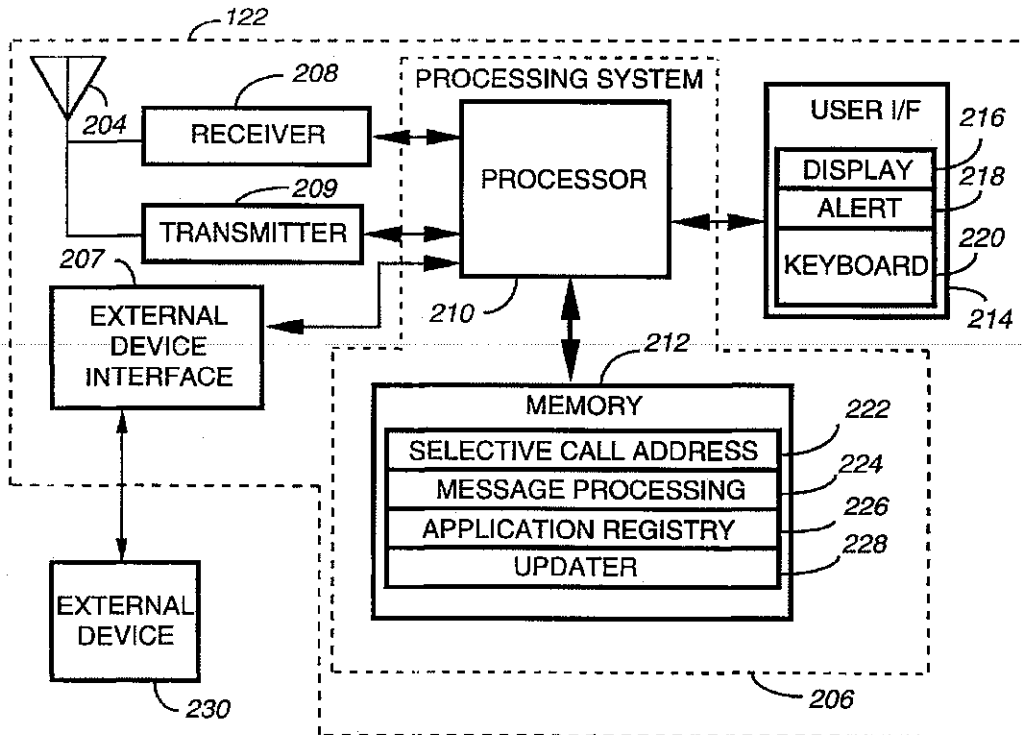 122
204
208
RECEIVER
209
TRANSMITTER
207
EXTERNAL
DEVICE
INTERFACE
EXTERNAL
DEVICE
230
PROCESSING SYSTEM
PROCESSOR
210
USER I/F
216
DISPLAY
218
ALERT
220
KEYBOARD
214
212
MEMORY
222
SELECTIVE CALL ADDRESS
224
MESSAGE PROCESSING
226
APPLICATION REGISTRY
228
UPDATER
206